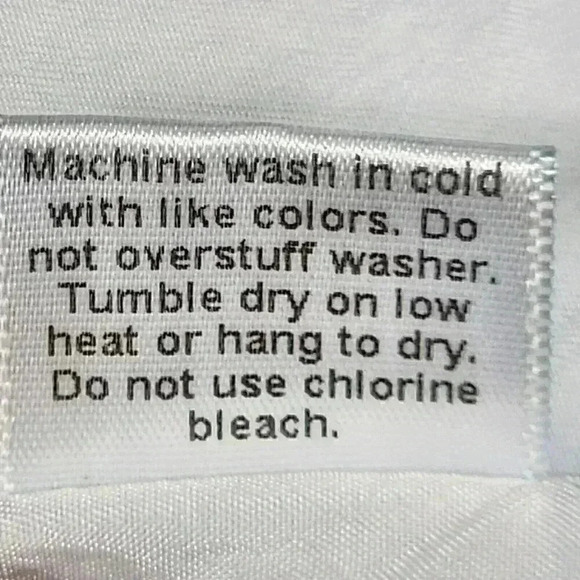 Machine wash in cold
with like colors. Do
not overstuff washer.
Tumble dry on low
heat or hang to dry.
Do not use chlorine
bleach.